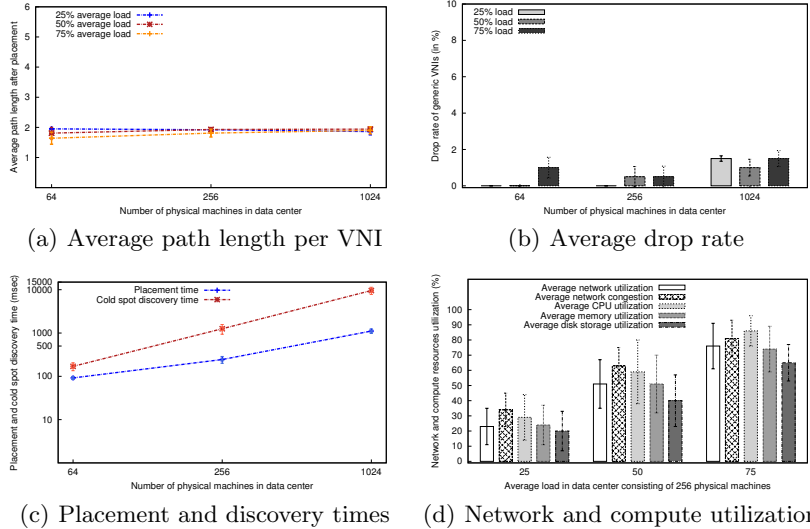 6
5
4
3
2
1
Average path length after placement
25% average load
50% average load
75% average load
64 256 1024
Number of physical machines in data center
(a) Average path length per VNI
10
8
6
4
2
0
Drop rate of generic VNIs (in %)
25% load
50% load
75% load
64 256 1024
Number of physical machines in data center
(b) Average drop rate
15000
10000
1000
500
100
10
Placement and cold spot discovery time (msec)
Placement time
Cold spot discovery time
64 256 1024
Number of physical machines in data center
(c) Placement and discovery times
100
90
80
70
60
50
40
30
20
10
0
Network and compute resources utilization (%)
Average network utilization
Average network congestion
Average CPU utilization
Average memory utilization
Average disk storage utilization
25 50 75
Average load in data center consisting of 256 physical machines
(d) Network and compute utilization